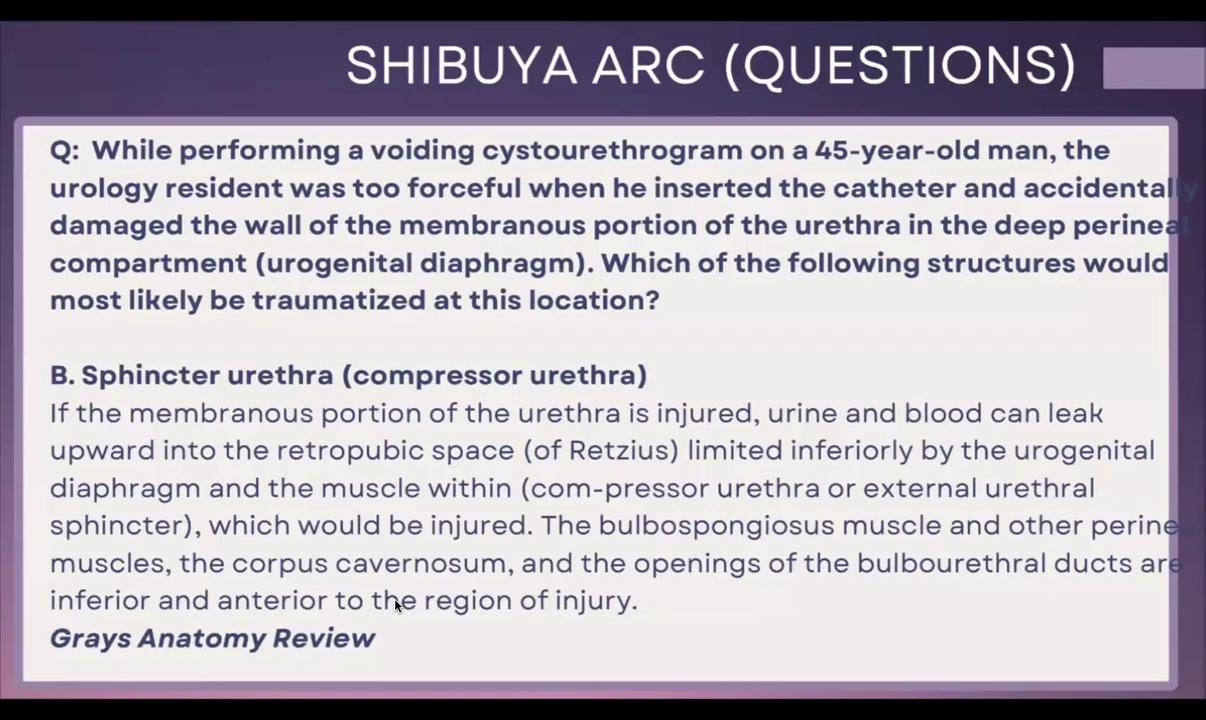 SHIBUYA ARC (QUESTIONS)
Q: While performing a voiding cystourethrogram on a 45-year-old man, the
urology resident was too forceful when he inserted the catheter and accidentally
damaged the wall of the membranous portion of the urethra in the deep perineal
compartment (urogenital diaphragm). Which of the following structures would
most likely be traumatized at this location?
B. Sphincter urethra (compressor urethra)
If the membranous portion of the urethra is injured, urine and blood can leak
upward into the retropubic space (of Retzius) limited inferiorly by the urogenital
diaphragm and the muscle within (com-pressor urethra or external urethral
sphincter), which would be injured. The bulbospongiosus muscle and other perine
muscles, the corpus cavernosum, and the openings of the bulbourethral ducts are
inferior and anterior to the region of injury.
Grays Anatomy Review